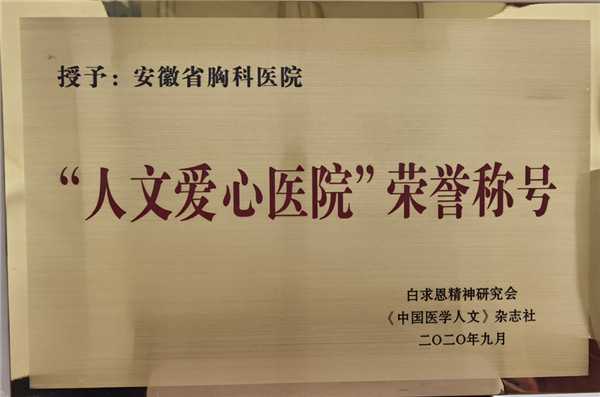 授予：安徽省胸科医院
“人文爱心医院”荣誉称号
白求恩精神研究会
《中国医学人文》杂志社
二〇二〇年九月